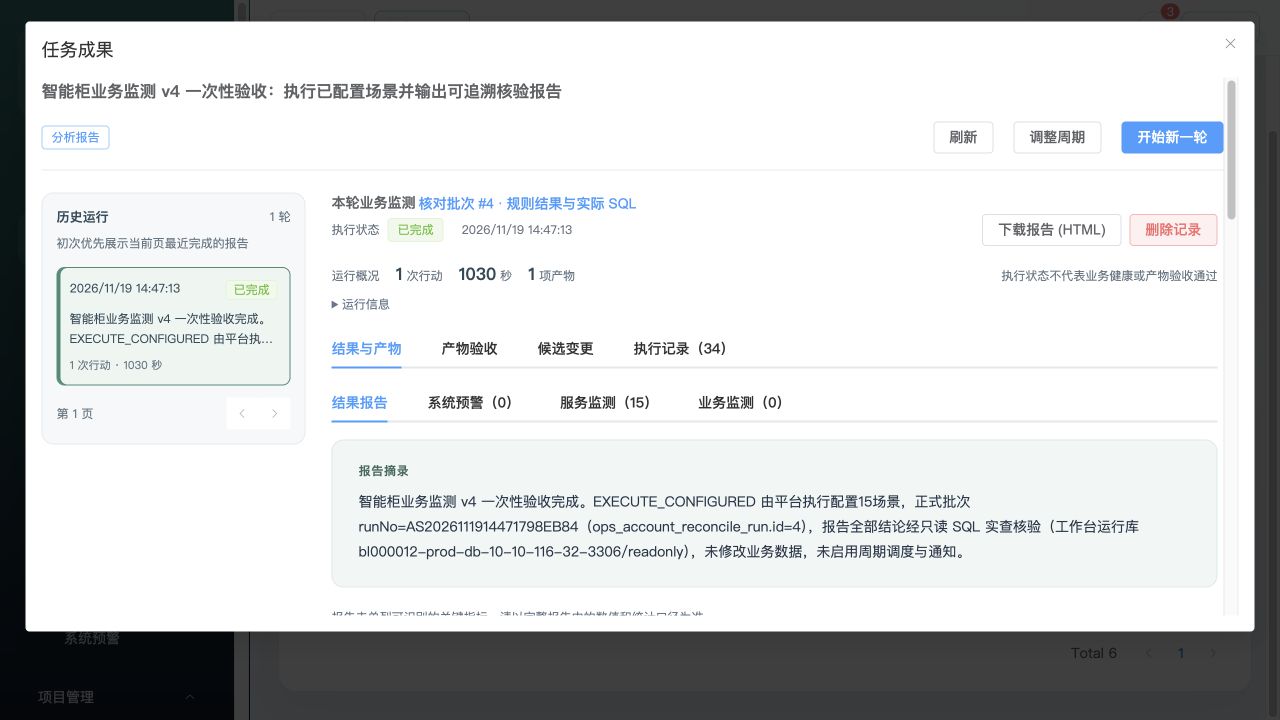 3
任务成果
智能柜业务监测 v4 一次性验收：执行已配置场景并输出可追溯核验报告
分析报告
刷新
调整周期
开始新一轮
历史运行
1 轮
初次优先展示当前页最近完成的报告
2026/11/19 14:47:13
已完成
智能柜业务监测 v4 一次性验收完成。
EXECUTE_CONFIGURED 由平台执...
1 次行动 · 1030 秒
第 1 页
本轮业务监测 核对批次 #4 · 规则结果与实际 SQL
执行状态 已完成 2026/11/19 14:47:13
下载报告 (HTML)
删除记录
运行概况 1 次行动 1030 秒 1 项产物
执行状态不代表业务健康或产物验收通过
运行信息
结果与产物
产物验收
候选变更
执行记录（34）
结果报告
系统预警（0）
服务监测（15）
业务监测（0）
报告摘录
智能柜业务监测 v4 一次性验收完成。EXECUTE_CONFIGURED 由平台执行配置15场景，正式批次
runNo=AS2026111914471798EB84（ops_account_reconcile_run.id=4），报告全部结论经只读 SQL 实查核验（工作台运行库
bl000012-prod-db-10-10-116-32-3306/readonly），未修改业务数据，未启用周期调度与通知。
系统预警
Total 6
1
项目管理